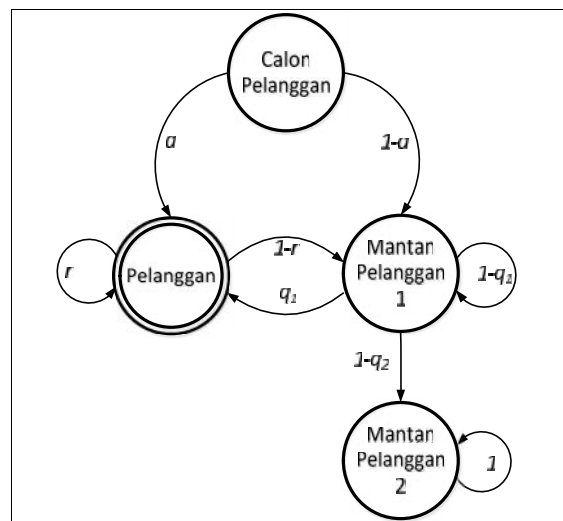 Calon
Pelanggan
a
1-a
r
Pelanggan
1-r
q₁
Mantan
Pelanggan
1
1-q₁
1-q₂
Mantan
Pelanggan
2
1